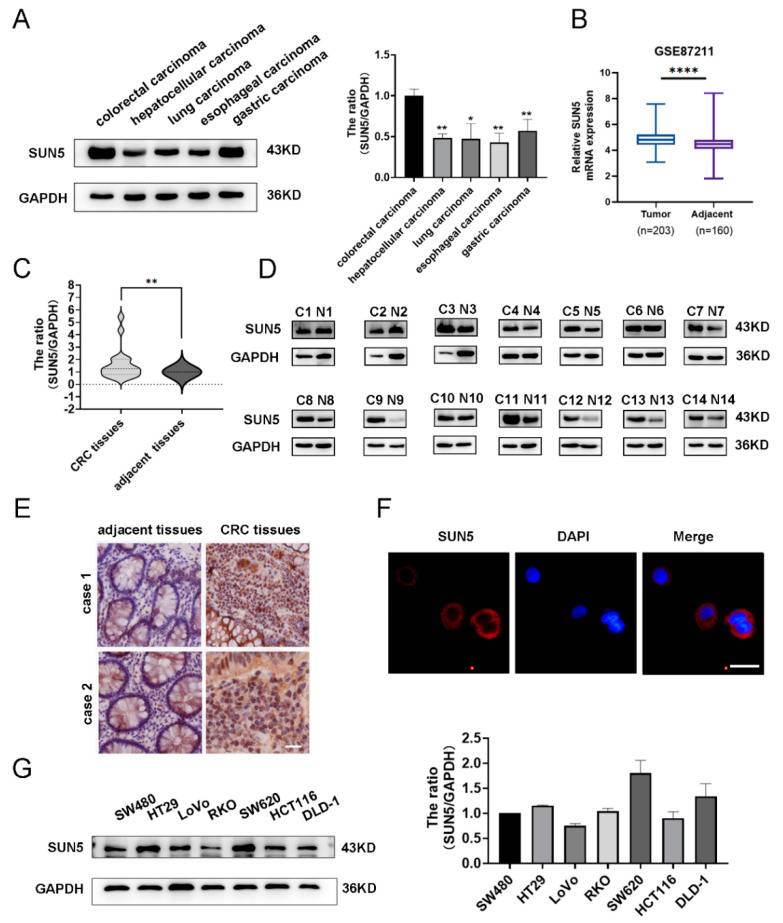 A
colorectal carcinoma
hepatocellular carcinoma
lung carcinoma
esophageal carcinoma
gastric carcinoma
SUN5
43KD
GAPDH
36KD
The ratio
(SUN5/GAPDH)
1.5
1.0
0.5
0.0
**
*
**
**
colorectal carcinoma
hepatocellular carcinoma
lung carcinoma
esophageal carcinoma
gastric carcinoma
B
GSE87211
****
Relative SUN5
mRNA expression
10
8
6
4
2
0
Tumor
Adjacent
(n=203)
(n=160)
C
The ratio
(SUN5/GAPDH)
8
7
6
5
4
3
2
1
0
-1
-2
**
CRC tissues
adjacent tissues
D
C1 N1
C2 N2
C3 N3
C4 N4
C5 N5
C6 N6
C7 N7
SUN5
43KD
GAPDH
36KD
C8 N8
C9 N9
C10 N10
C11 N11
C12 N12
C13 N13
C14 N14
SUN5
43KD
GAPDH
36KD
E
adjacent tissues
CRC tissues
case 1
case 2
F
SUN5
DAPI
Merge
G
SW480
HT29
LoVo
RKO
SW620
HCT116
DLD-1
SUN5
43KD
GAPDH
36KD
The ratio
(SUN5/GAPDH)
2.5
2.0
1.5
1.0
0.5
0.0
SW480
HT29
LoVo
RKO
SW620
HCT116
DLD-1